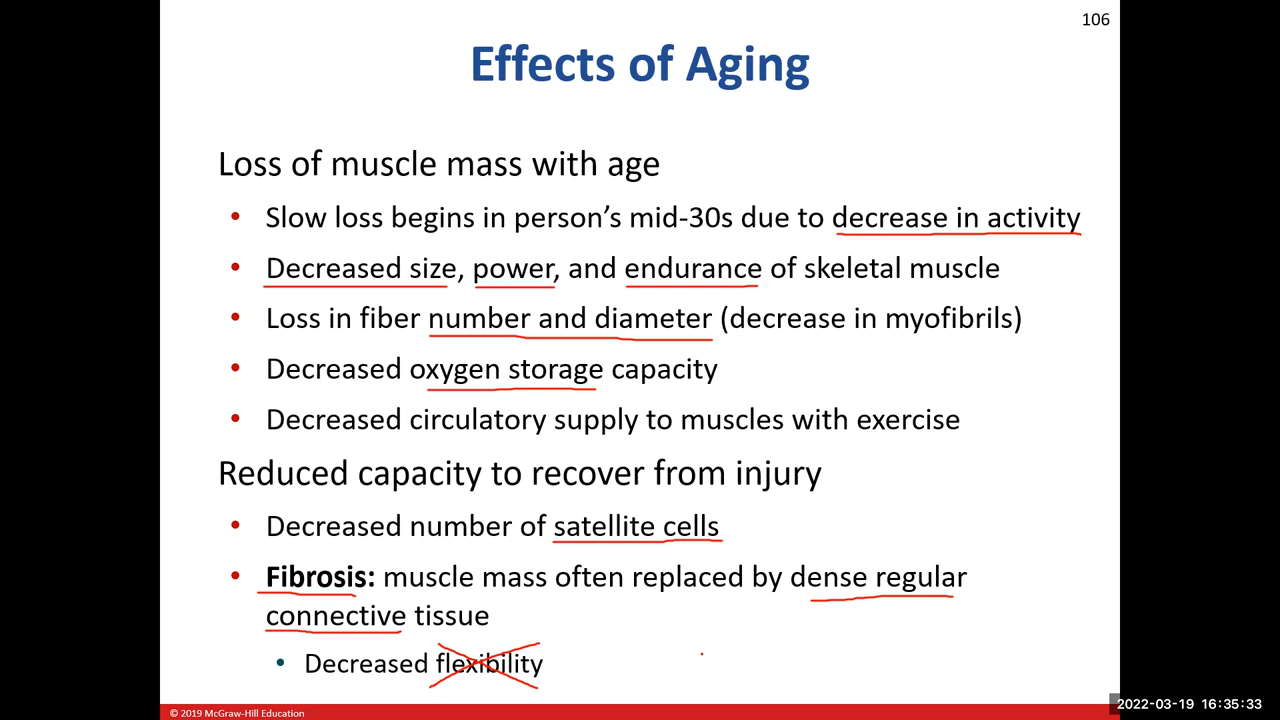 106
Effects of Aging
Loss of muscle mass with age
• Slow loss begins in person’s mid-30s due to decrease in activity
• Decreased size, power, and endurance of skeletal muscle
• Loss in fiber number and diameter (decrease in myofibrils)
• Decreased oxygen storage capacity
• Decreased circulatory supply to muscles with exercise
Reduced capacity to recover from injury
• Decreased number of satellite cells
• Fibrosis: muscle mass often replaced by dense regular
connective tissue
• Decreased flexibility
© 2019 McGraw-Hill Education
2022-03-19 16:35:33